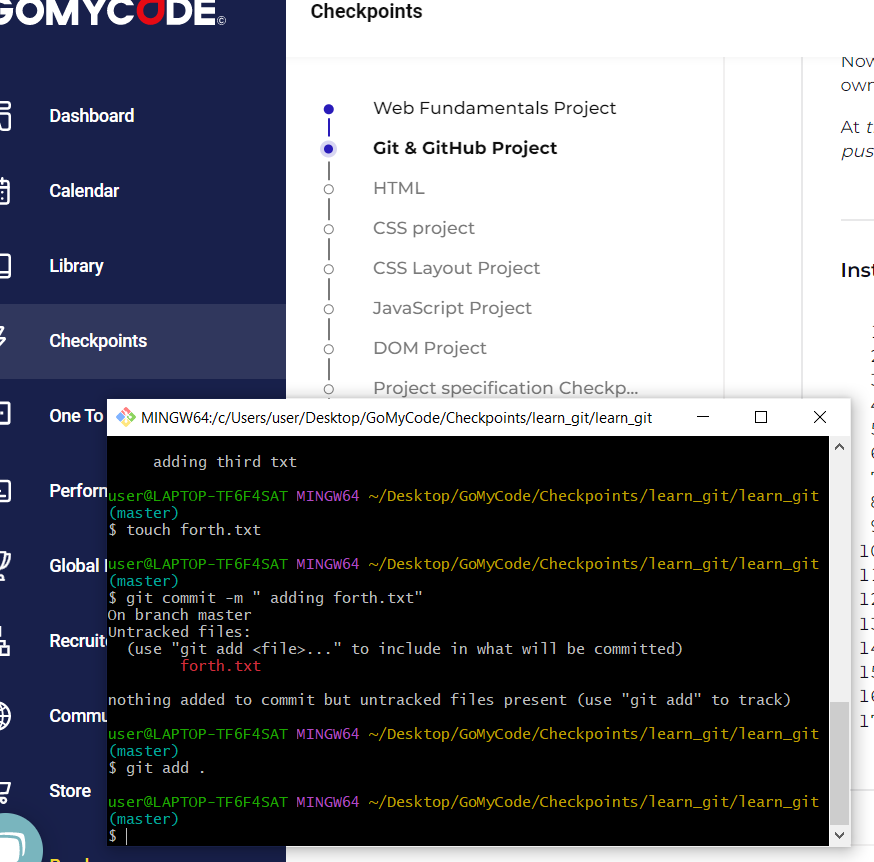 GOMYCODE©
Checkpoints
Dashboard
Calendar
Library
Checkpoints
One To
Perform
Global
Recruite
Commu
Store
Web Fundamentals Project
Git & GitHub Project
HTML
CSS project
CSS Layout Project
JavaScript Project
DOM Project
Project specification Checkp...
Now
own
At t
pus
Inst
MINGW64:/c/Users/user/Desktop/GoMyCode/Checkpoints/learn_git/learn_git
adding third txt
user@LAPTOP-TF6F4SAT MINGW64 ~/Desktop/GoMyCode/Checkpoints/learn_git/learn_git
(master)
$ touch forth.txt
user@LAPTOP-TF6F4SAT MINGW64 ~/Desktop/GoMyCode/Checkpoints/learn_git/learn_git
(master)
$ git commit -m " adding forth.txt"
On branch master
Untracked files:
(use "git add <file>..." to include in what will be committed)
forth.txt
nothing added to commit but untracked files present (use "git add" to track)
user@LAPTOP-TF6F4SAT MINGW64 ~/Desktop/GoMyCode/Checkpoints/learn_git/learn_git
(master)
$ git add .
user@LAPTOP-TF6F4SAT MINGW64 ~/Desktop/GoMyCode/Checkpoints/learn_git/learn_git
(master)
$